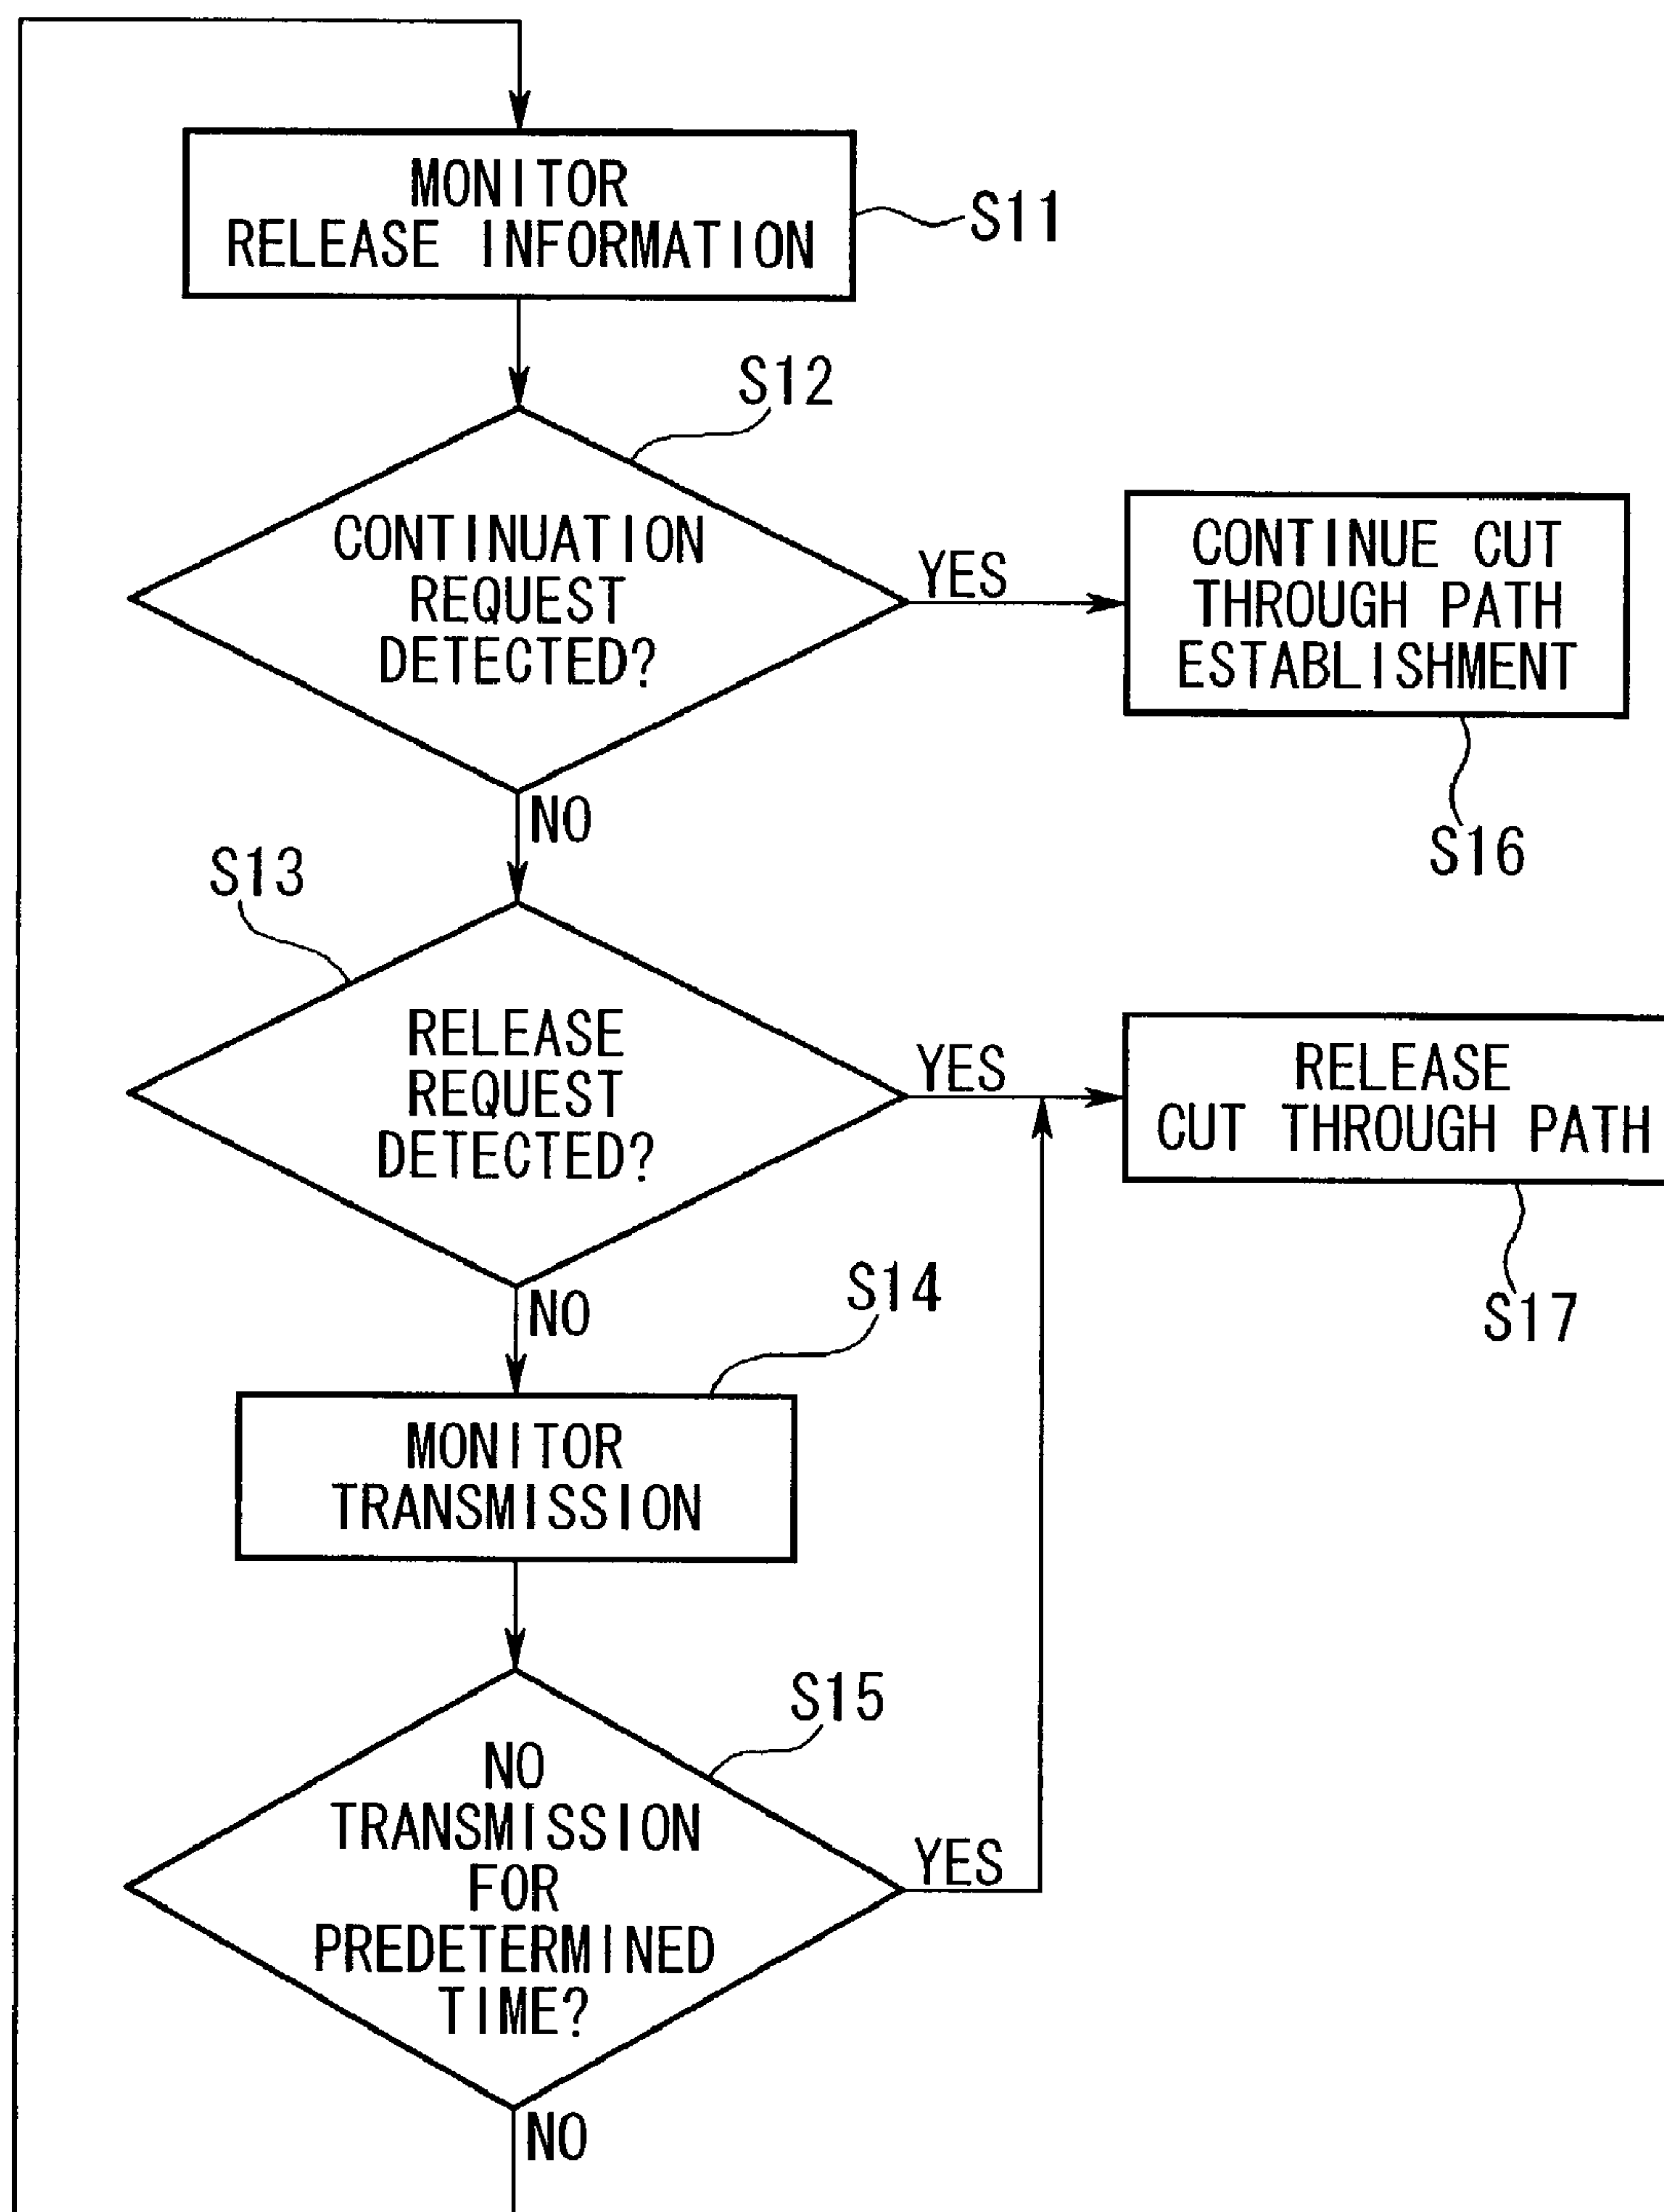 MONITOR
RELEASE INFORMATION
S11
S12
CONTINUATION
REQUEST
DETECTED?
YES
CONTINUE CUT
THROUGH PATH
ESTABLISHMENT
S16
NO
S13
RELEASE
REQUEST
DETECTED?
YES
RELEASE
CUT THROUGH PATH
S17
NO
S14
MONITOR
TRANSMISSION
S15
NO
TRANSMISSION
FOR
PREDETERMINED
TIME?
YES
NO